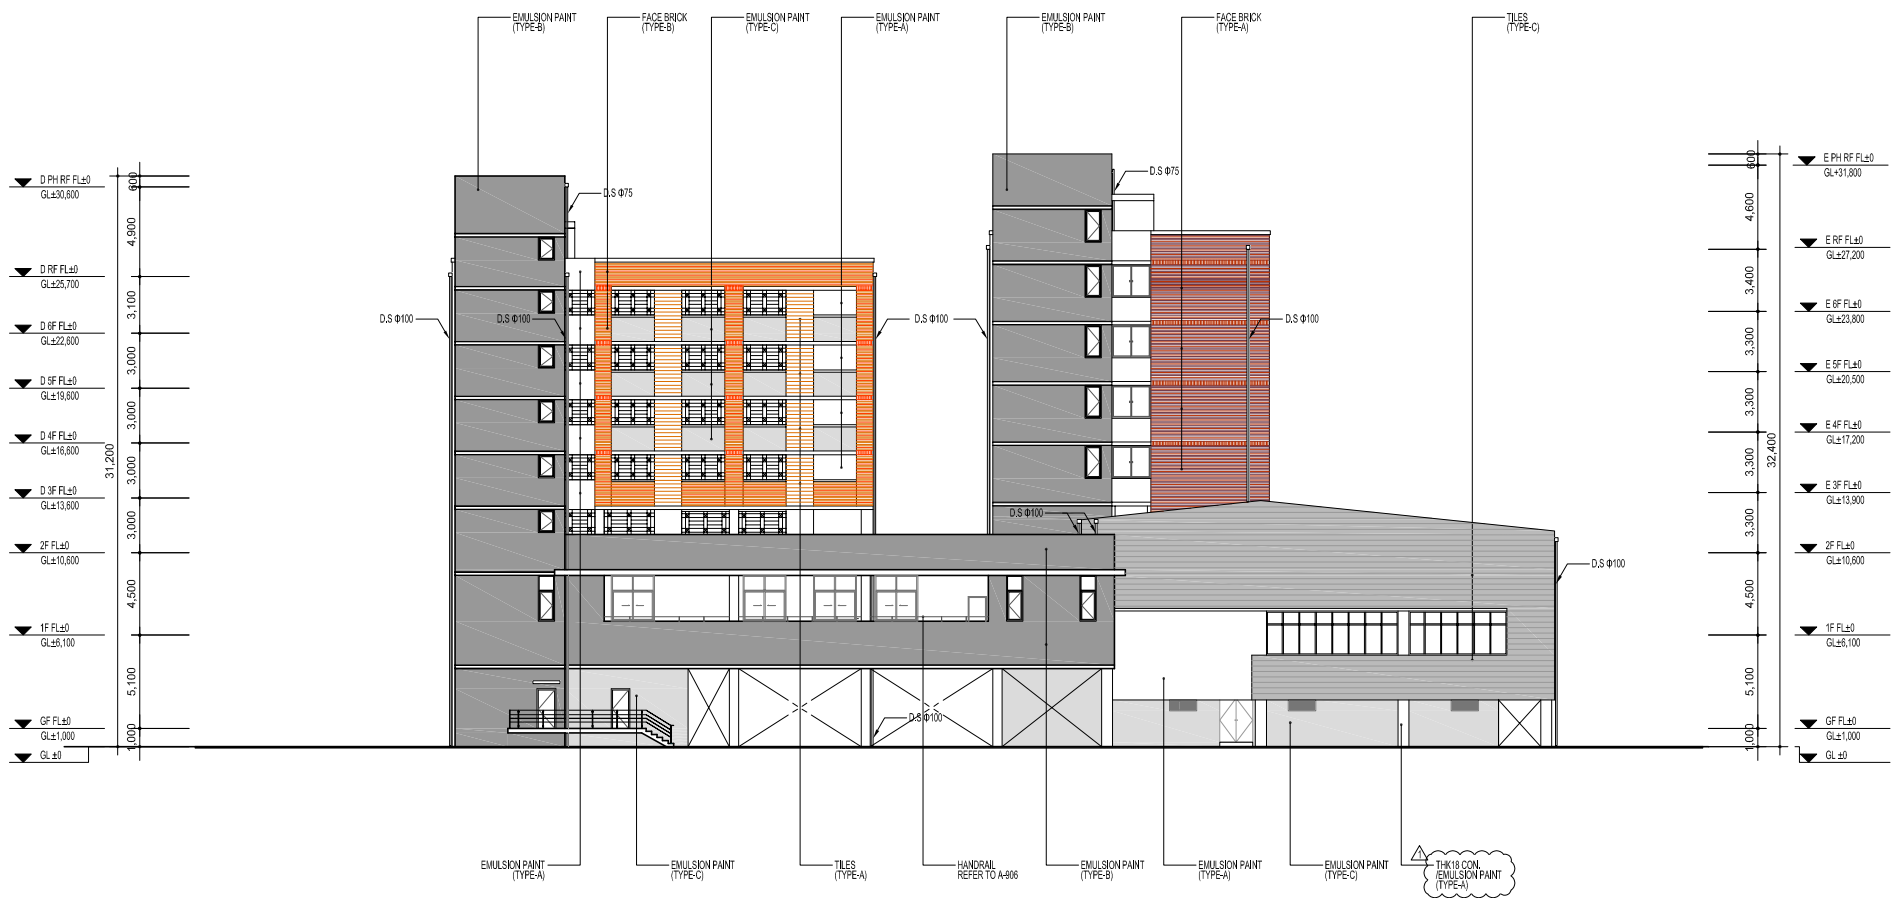 EMULSION PAINT
(TYPE-B)
FACE BRICK
(TYPE-B)
EMULSION PAINT
(TYPE-C)
EMULSION PAINT
(TYPE-A)
EMULSION PAINT
(TYPE-B)
FACE BRICK
(TYPE-A)
TILES
(TYPE-C)
D PH RF FL±0
GL±30,600
D RF FL±0
GL±25,700
D 6F FL±0
GL±22,600
D 5F FL±0
GL±19,600
D 4F FL±0
GL±16,600
D 3F FL±0
GL±13,600
2F FL±0
GL±10,600
1F FL±0
GL±6,100
GF FL±0
GL±1,000
GL ±0
31,200
600
4,900
3,100
3,000
3,000
3,000
3,000
4,500
5,100
1,000
D.S Φ75
D.S Φ100
D.S Φ100
D.S Φ100
D.S Φ75
D.S Φ100
D.S Φ100
D.S Φ100
D.S Φ100
600
4,600
3,400
3,300
3,300
3,300
3,300
4,500
5,100
1,000
32,400
E PH RF FL±0
GL+31,800
E RF FL±0
GL±27,200
E 6F FL±0
GL±23,800
E 5F FL±0
GL±20,500
E 4F FL±0
GL±17,200
E 3F FL±0
GL±13,900
2F FL±0
GL±10,600
1F FL±0
GL±6,100
GF FL±0
GL±1,000
GL ±0
EMULSION PAINT
(TYPE-A)
EMULSION PAINT
(TYPE-C)
TILES
(TYPE-A)
HANDRAIL
REFER TO A-906
EMULSION PAINT
(TYPE-B)
EMULSION PAINT
(TYPE-A)
EMULSION PAINT
(TYPE-C)
1
THK18 CON.
/EMULSION PAINT
(TYPE-A)